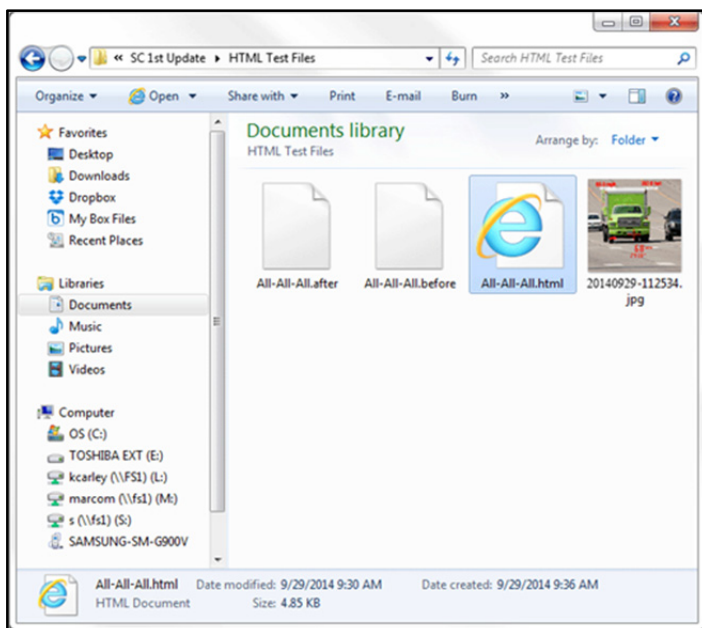 « SC 1st Update ▸ HTML Test Files
Search HTML Test Files
Organize Open Share with Print E-mail Burn »
Favorites
Desktop
Downloads
Dropbox
My Box Files
Recent Places
Libraries
Documents
Music
Pictures
Videos
Computer
OS (C:)
TOSHIBA EXT (E:)
kcarley (\\FS1) (L:)
marcom (\\fs1) (M:)
s (\\fs1) (S:)
SAMSUNG-SM-G900V
Documents library
HTML Test Files
Arrange by: Folder
All-All-All.after
All-All-All.before
All-All-All.html
20140929-112534.
jpg
All-All-All.html Date modified: 9/29/2014 9:30 AM Date created: 9/29/2014 9:36 AM
HTML Document Size: 4.85 KB